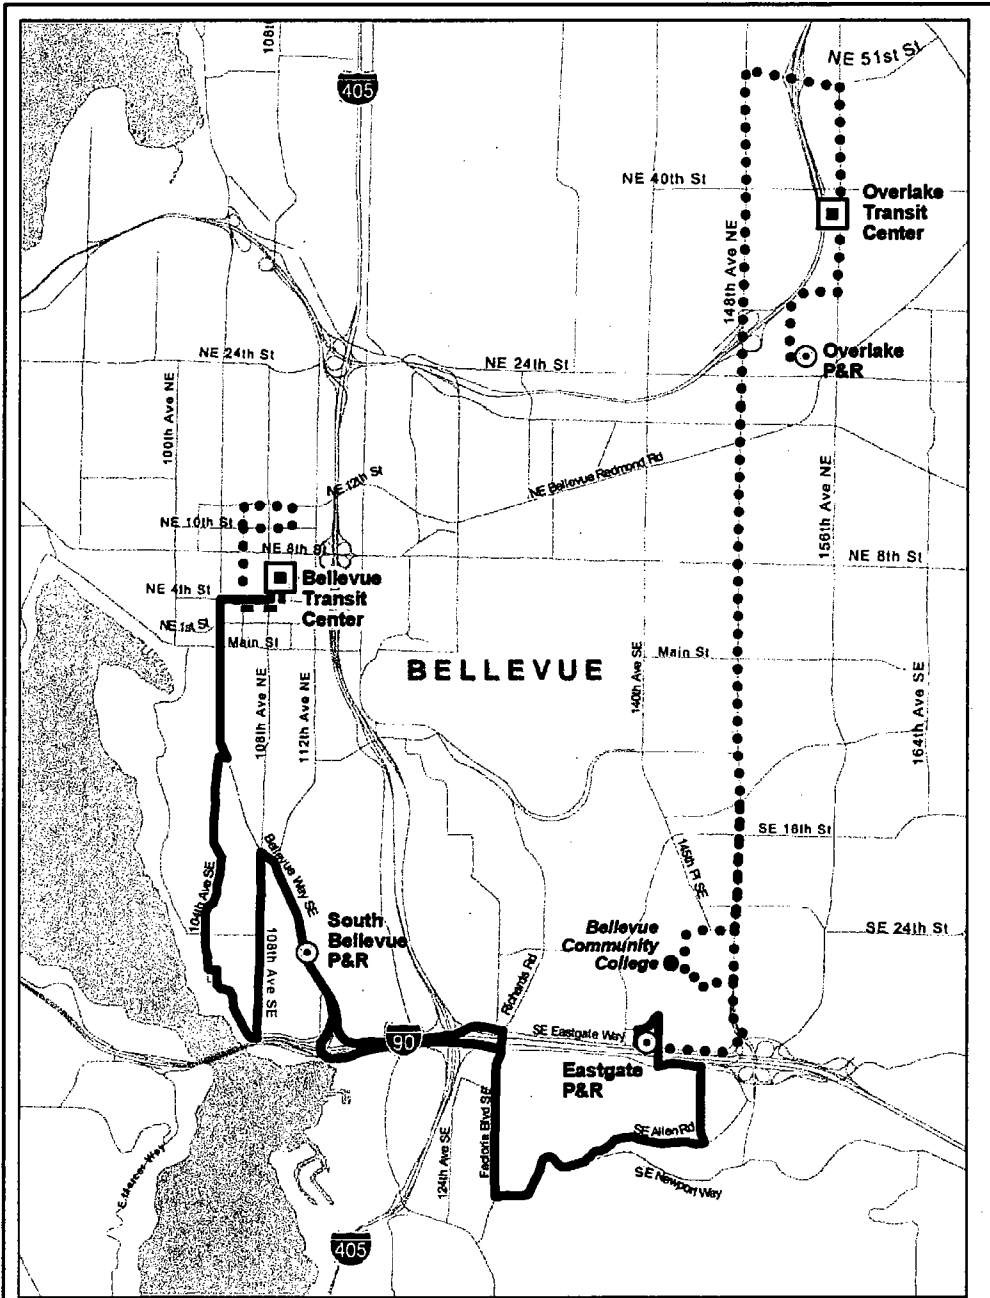 108th
405
NE 51st St
NE 40th St
Overlake
Transit
Center
148th Ave NE
NE 24th St
NE 24th St
Overlake
P&R
100th Ave NE
NE 12th St
NE Bellevue Redmond Rd
NE 10th St
156th Ave NE
NE 8th St
NE 8th St
Bellevue
Transit
Center
NE 4th St
NE 1st St
Main St
Main St
BELLEVUE
140th Ave SE
108th Ave NE
112th Ave NE
164th Ave SE
SE 16th St
145th Pl SE
Bellevue Way SE
104th Ave SE
South
Bellevue
P&R
108th Ave SE
Bellevue
Community
College
SE 24th St
Richards Rd
SE Eastgate Way
90
Eastgate
P&R
Factoria Blvd SE
124th Ave SE
SE Allen Rd
SE Newport Way
E Mercer Way
405